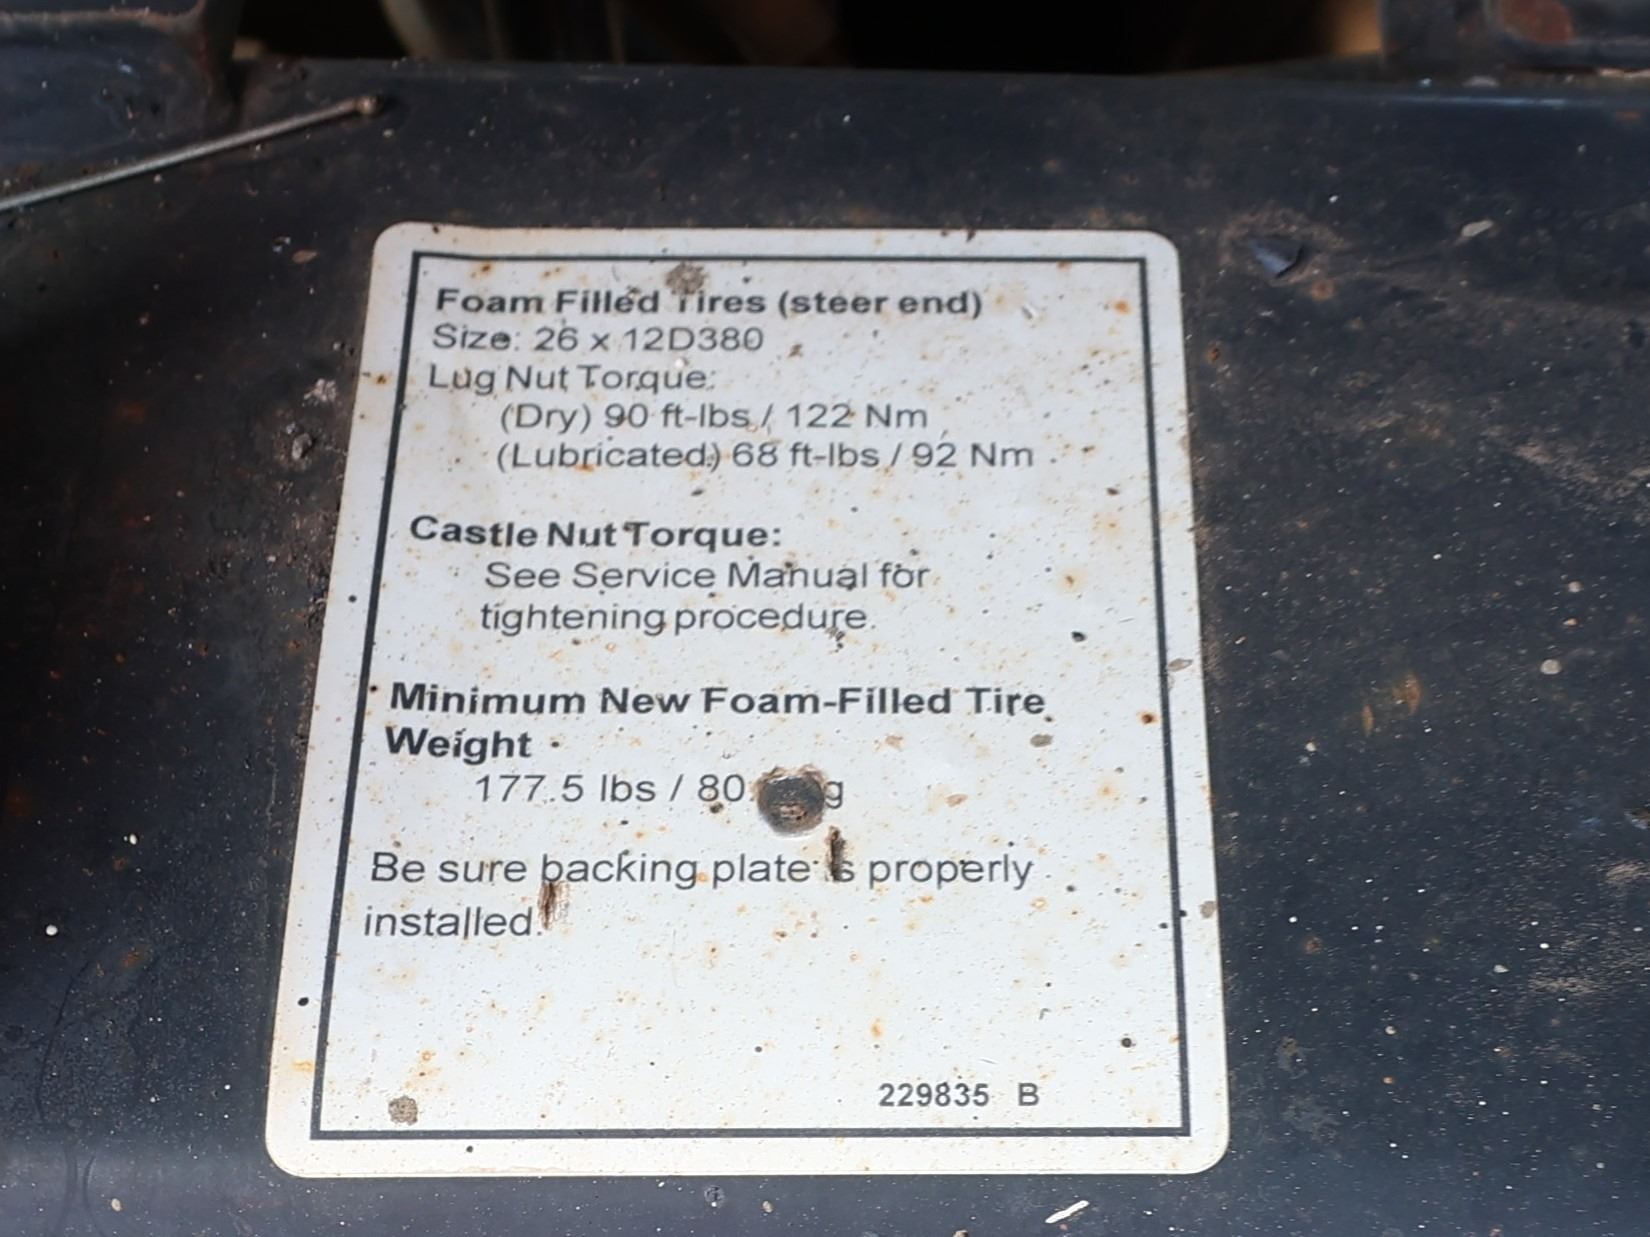 Foam Filled Tires (steer end)
Size: 26 x 12D380
Lug Nut Torque:
(Dry) 90 ft-lbs / 122 Nm
(Lubricated) 68 ft-lbs / 92 Nm
Castle Nut Torque:
See Service Manual for
tightening procedure.
Minimum New Foam-Filled Tire
Weight
177.5 lbs /
Be sure backing plate is properly
installed.
229835 B